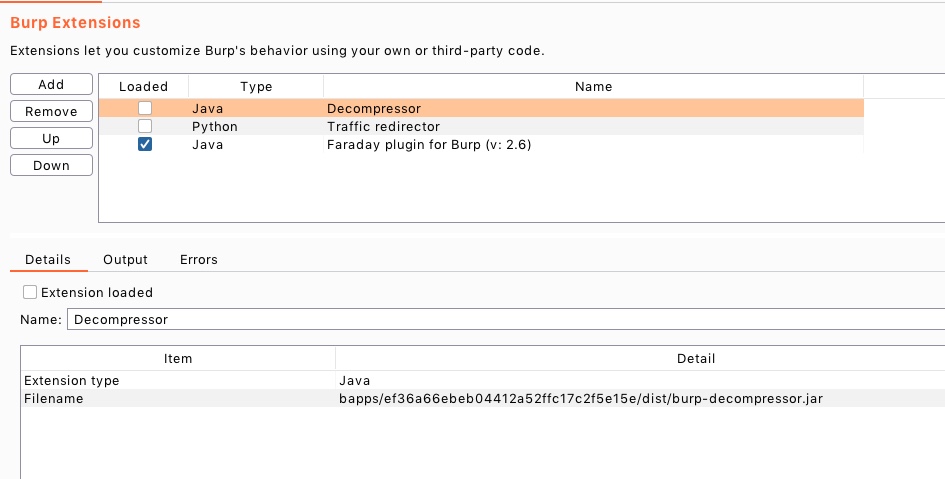 Burp Extensions
Extensions let you customize Burp's behavior using your own or third-party code.
Add
Remove
Up
Down
Loaded Type Name
Java Decompressor
Python Traffic redirector
Java Faraday plugin for Burp (v: 2.6)
Details Output Errors
Extension loaded
Name: Decompressor
Item Detail
Extension type Java
Filename bapps/ef36a66ebeb04412a52ffc17c2f5e15e/dist/burp-decompressor.jar